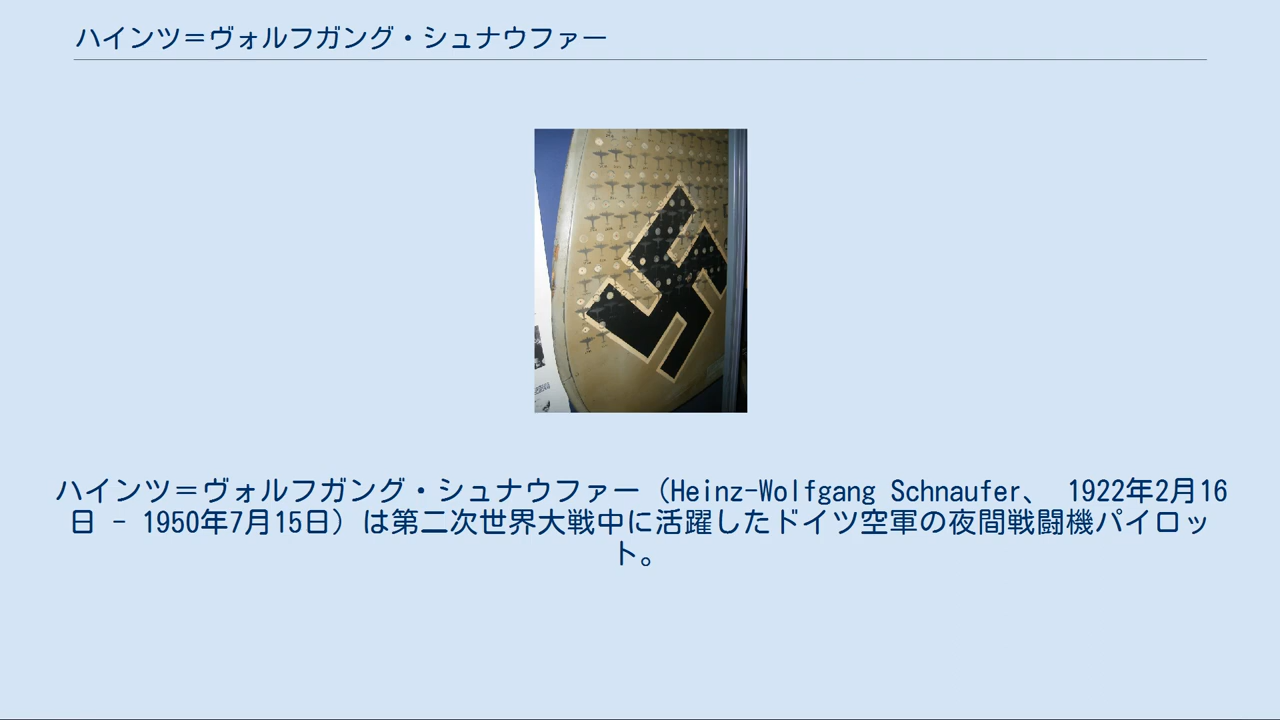 ハインツ＝ヴォルフガング・シュナウファー
ハインツ＝ヴォルフガング・シュナウファー（Heinz-Wolfgang Schnaufer、 1922年2月16
日 - 1950年7月15日）は第二次世界大戦中に活躍したドイツ空軍の夜間戦闘機パイロッ
ト。